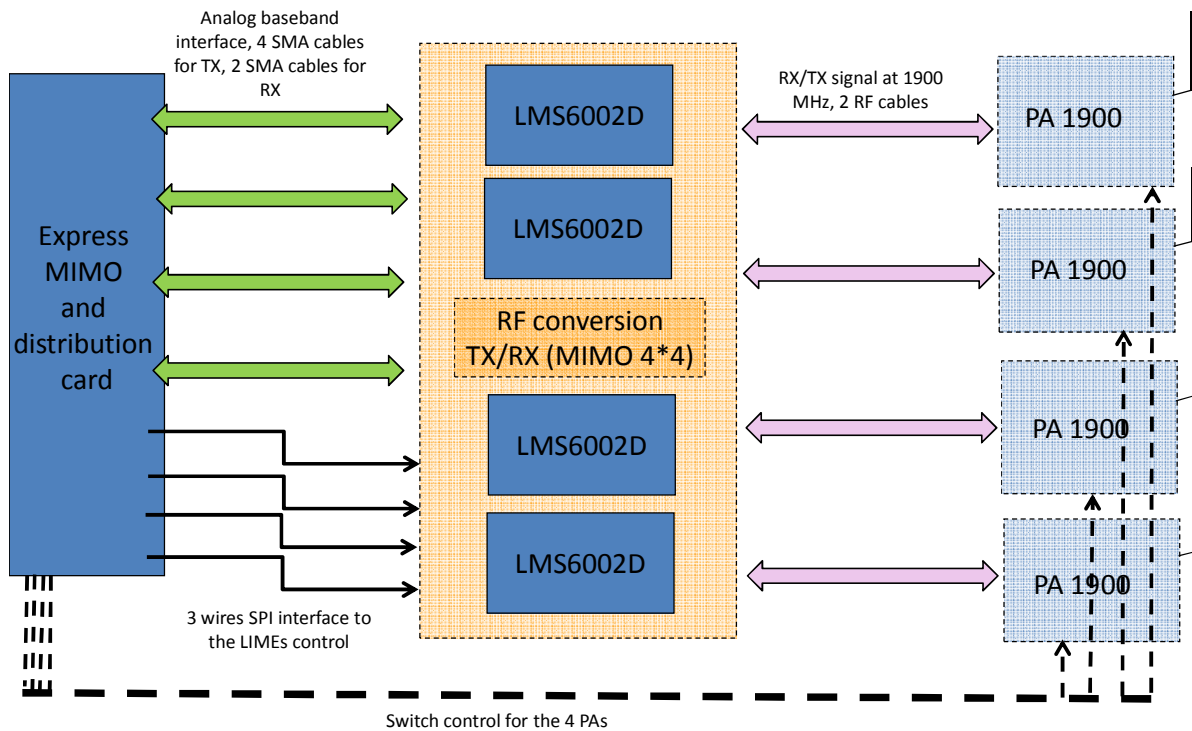 Analog baseband
interface, 4 SMA cables
for TX, 2 SMA cables for
RX
Express
MIMO
and
distribution
card
LMS6002D
LMS6002D
RF conversion
TX/RX (MIMO 4*4)
LMS6002D
LMS6002D
RX/TX signal at 1900
MHz, 2 RF cables
PA 1900
PA 1900
PA 1900
PA 1900
3 wires SPI interface to
the LIMEs control
Switch control for the 4 PAs